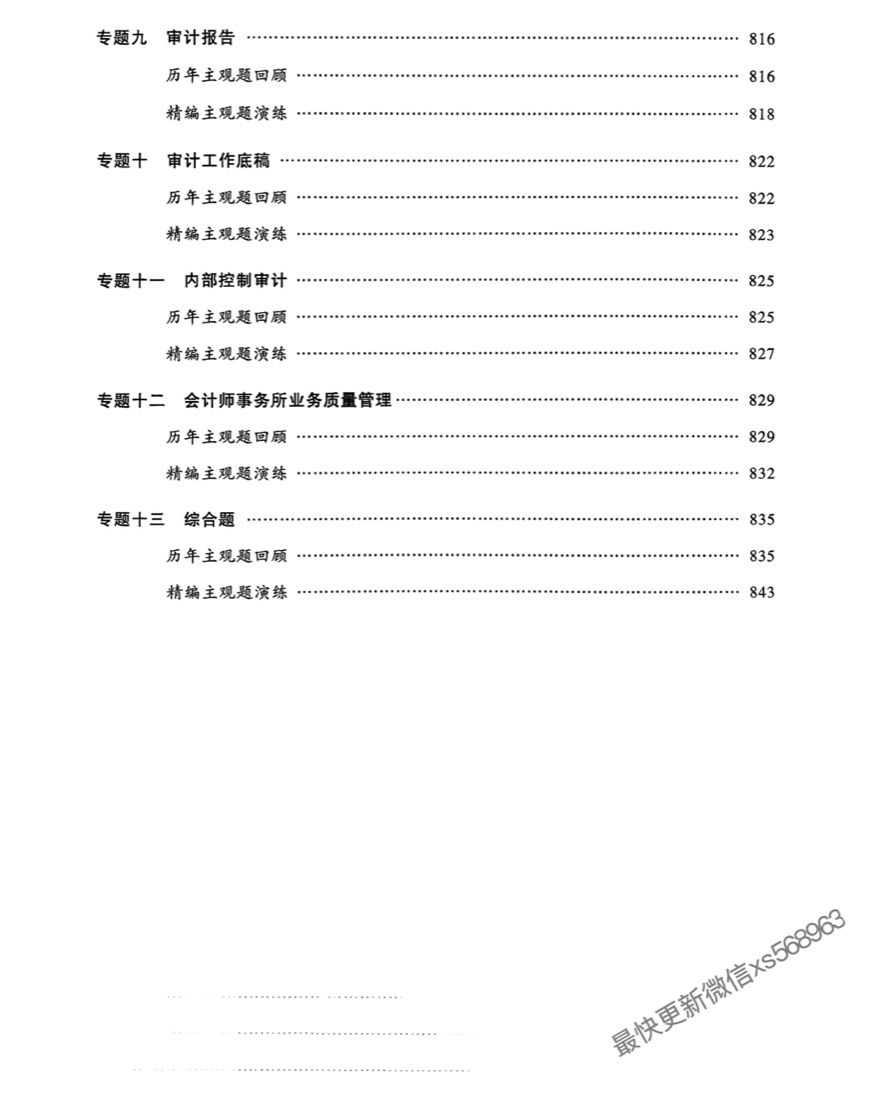 专题九 审计报告 …… 816
历年主观题回顾 …… 816
精编主观题演练 …… 818
专题十 审计工作底稿 …… 822
历年主观题回顾 …… 822
精编主观题演练 …… 823
专题十一 内部控制审计 …… 825
历年主观题回顾 …… 825
精编主观题演练 …… 827
专题十二 会计师事务所业务质量管理 …… 829
历年主观题回顾 …… 829
精编主观题演练 …… 832
专题十三 综合题 …… 835
历年主观题回顾 …… 835
精编主观题演练 …… 843
最快更新微信xs568963